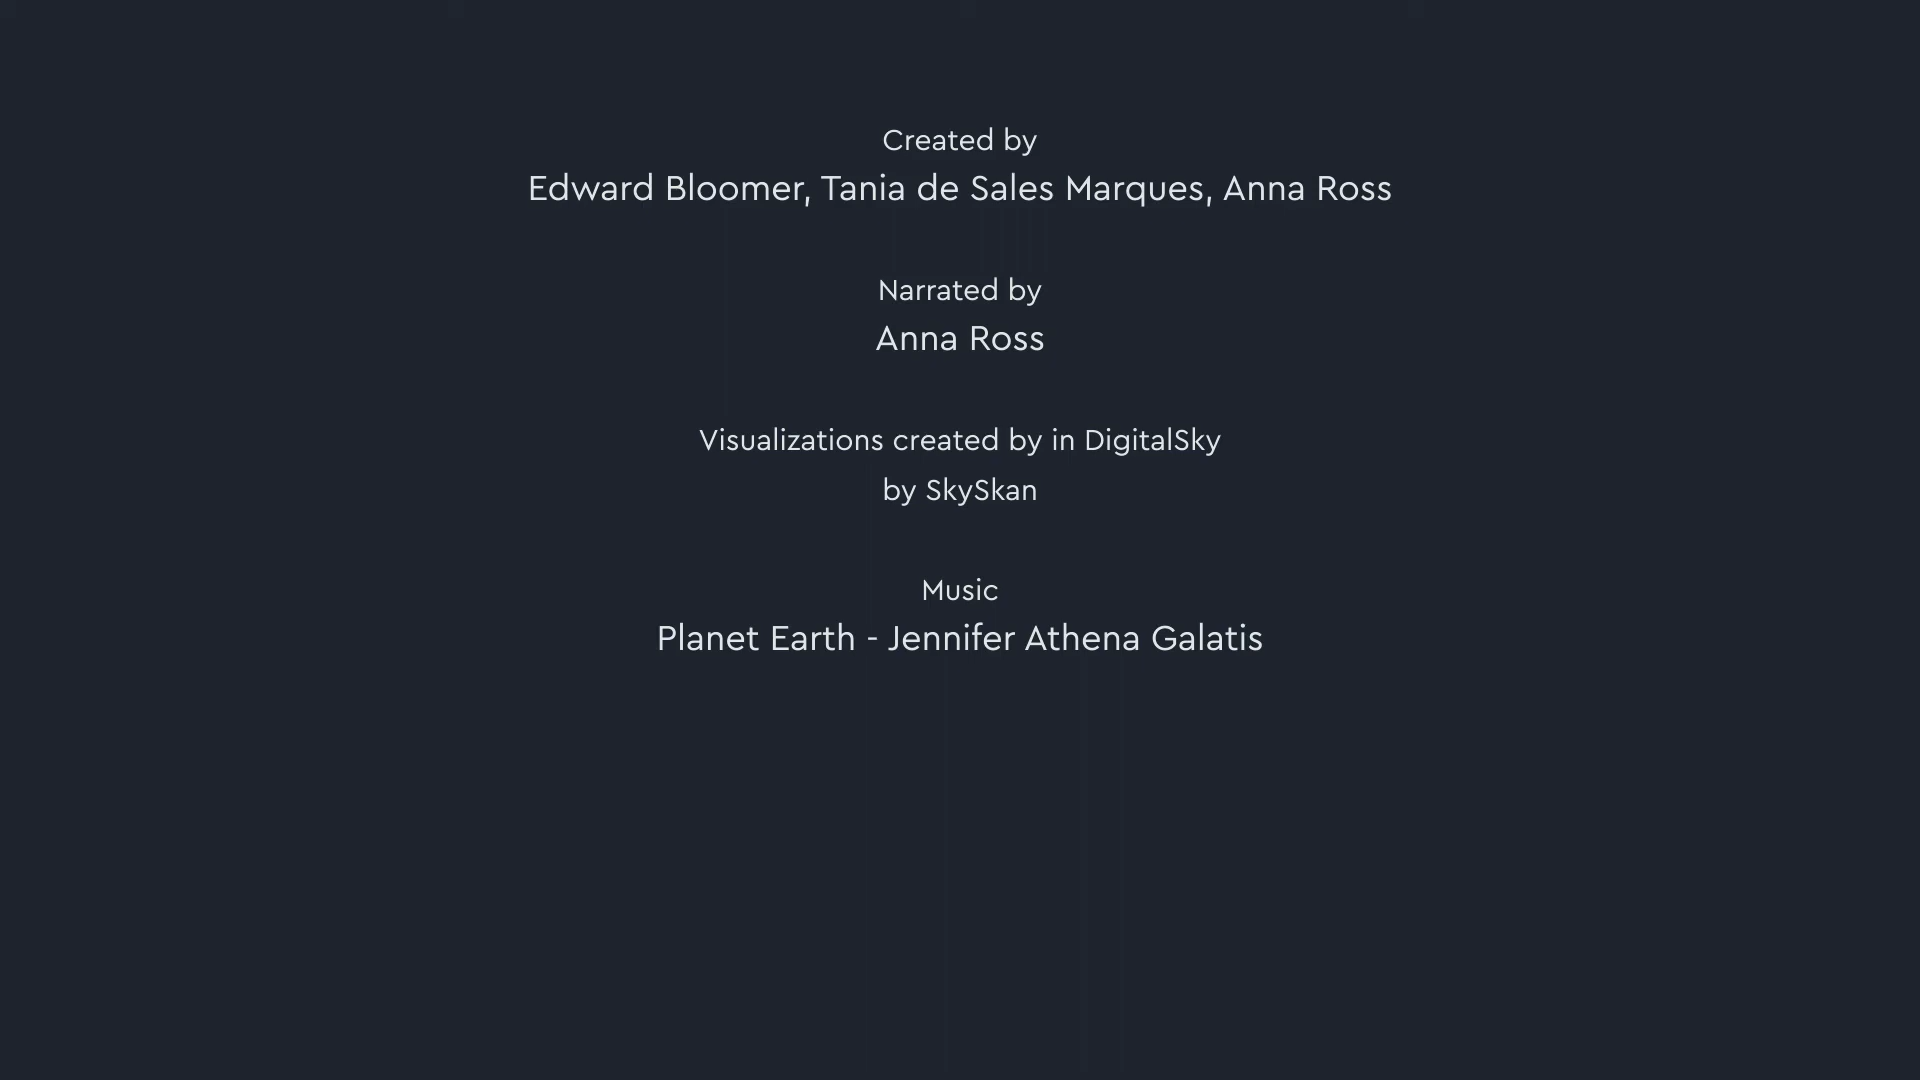 Created by
Edward Bloomer, Tania de Sales Marques, Anna Ross
Narrated by
Anna Ross
Visualizations created by in DigitalSky
by SkySkan
Music
Planet Earth - Jennifer Athena Galatis